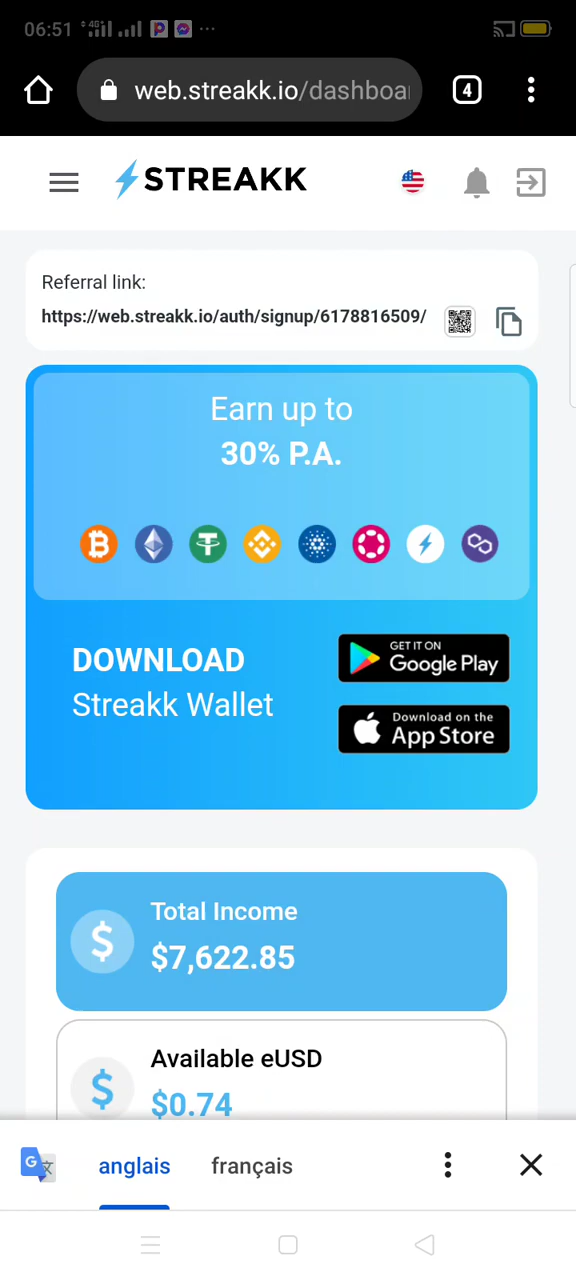 06:51 4G ...
web.streakk.io/dashboar 4
STREAKK
Referral link:
https://web.streakk.io/auth/signup/6178816509/
Earn up to
30% P.A.
DOWNLOAD
Streakk Wallet
GET IT ON
Google Play
Download on the
App Store
Total Income
$7,622.85
Available eUSD
$0.74
anglais français